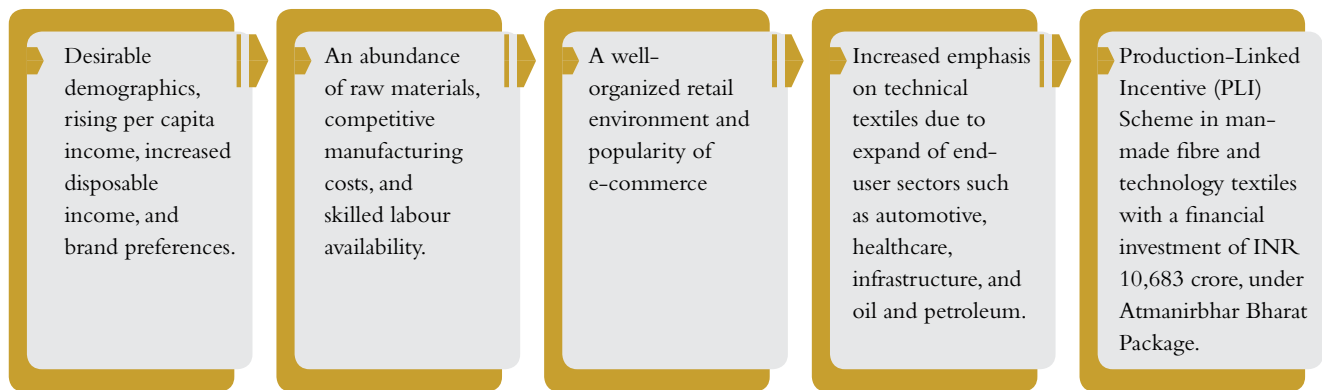 Desirable
demographics,
rising per capita
income, increased
disposable
income, and
brand preferences.
An abundance
of raw materials,
competitive
manufacturing
costs, and
skilled labour
availability.
A well-
organized retail
environment and
popularity of
e-commerce
Increased emphasis
on technical
textiles due to
expand of end-
user sectors such
as automotive,
healthcare,
infrastructure, and
oil and petroleum.
Production-Linked
Incentive (PLI)
Scheme in man-
made fibre and
technology textiles
with a financial
investment of INR
10,683 crore, under
Atmanirbhar Bharat
Package.